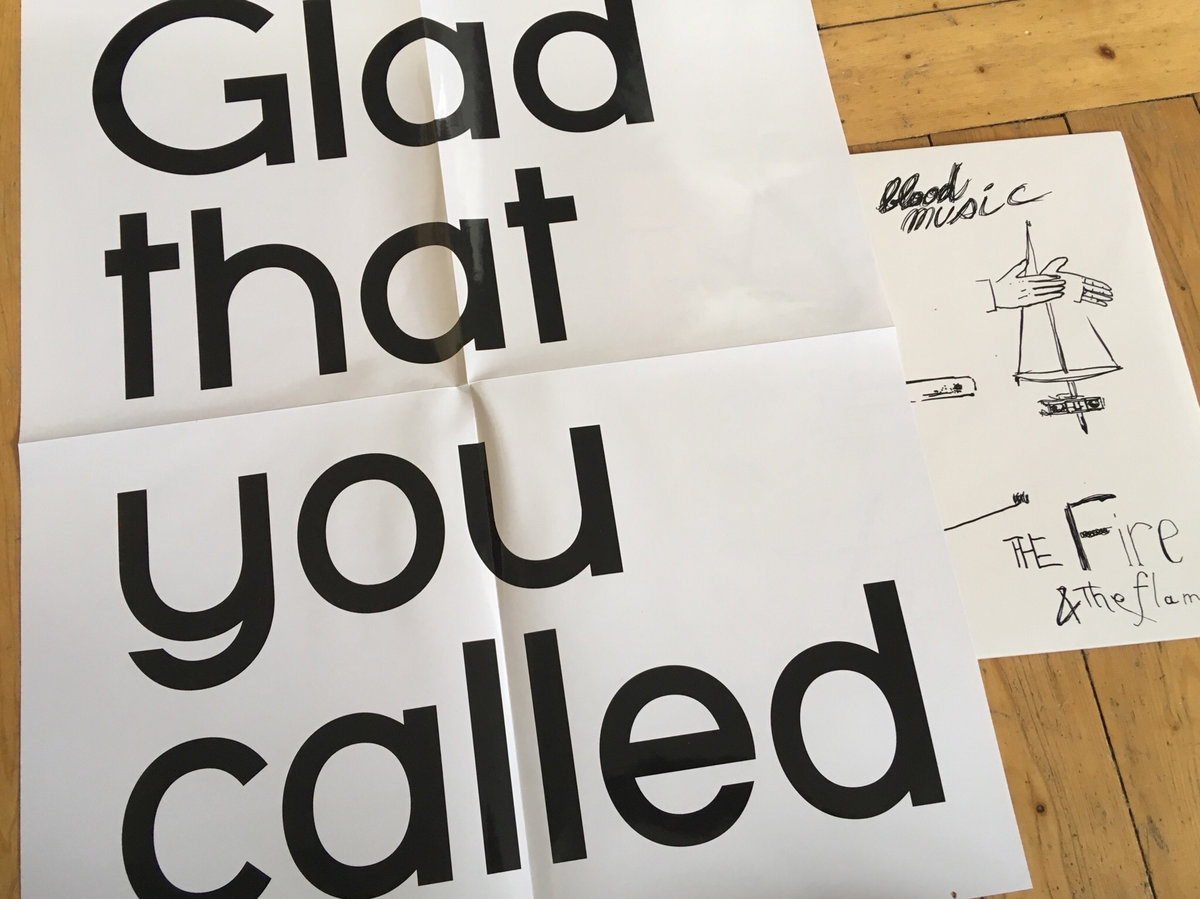 Glad
that
you
called
blood
music
THE Fire
& the flam